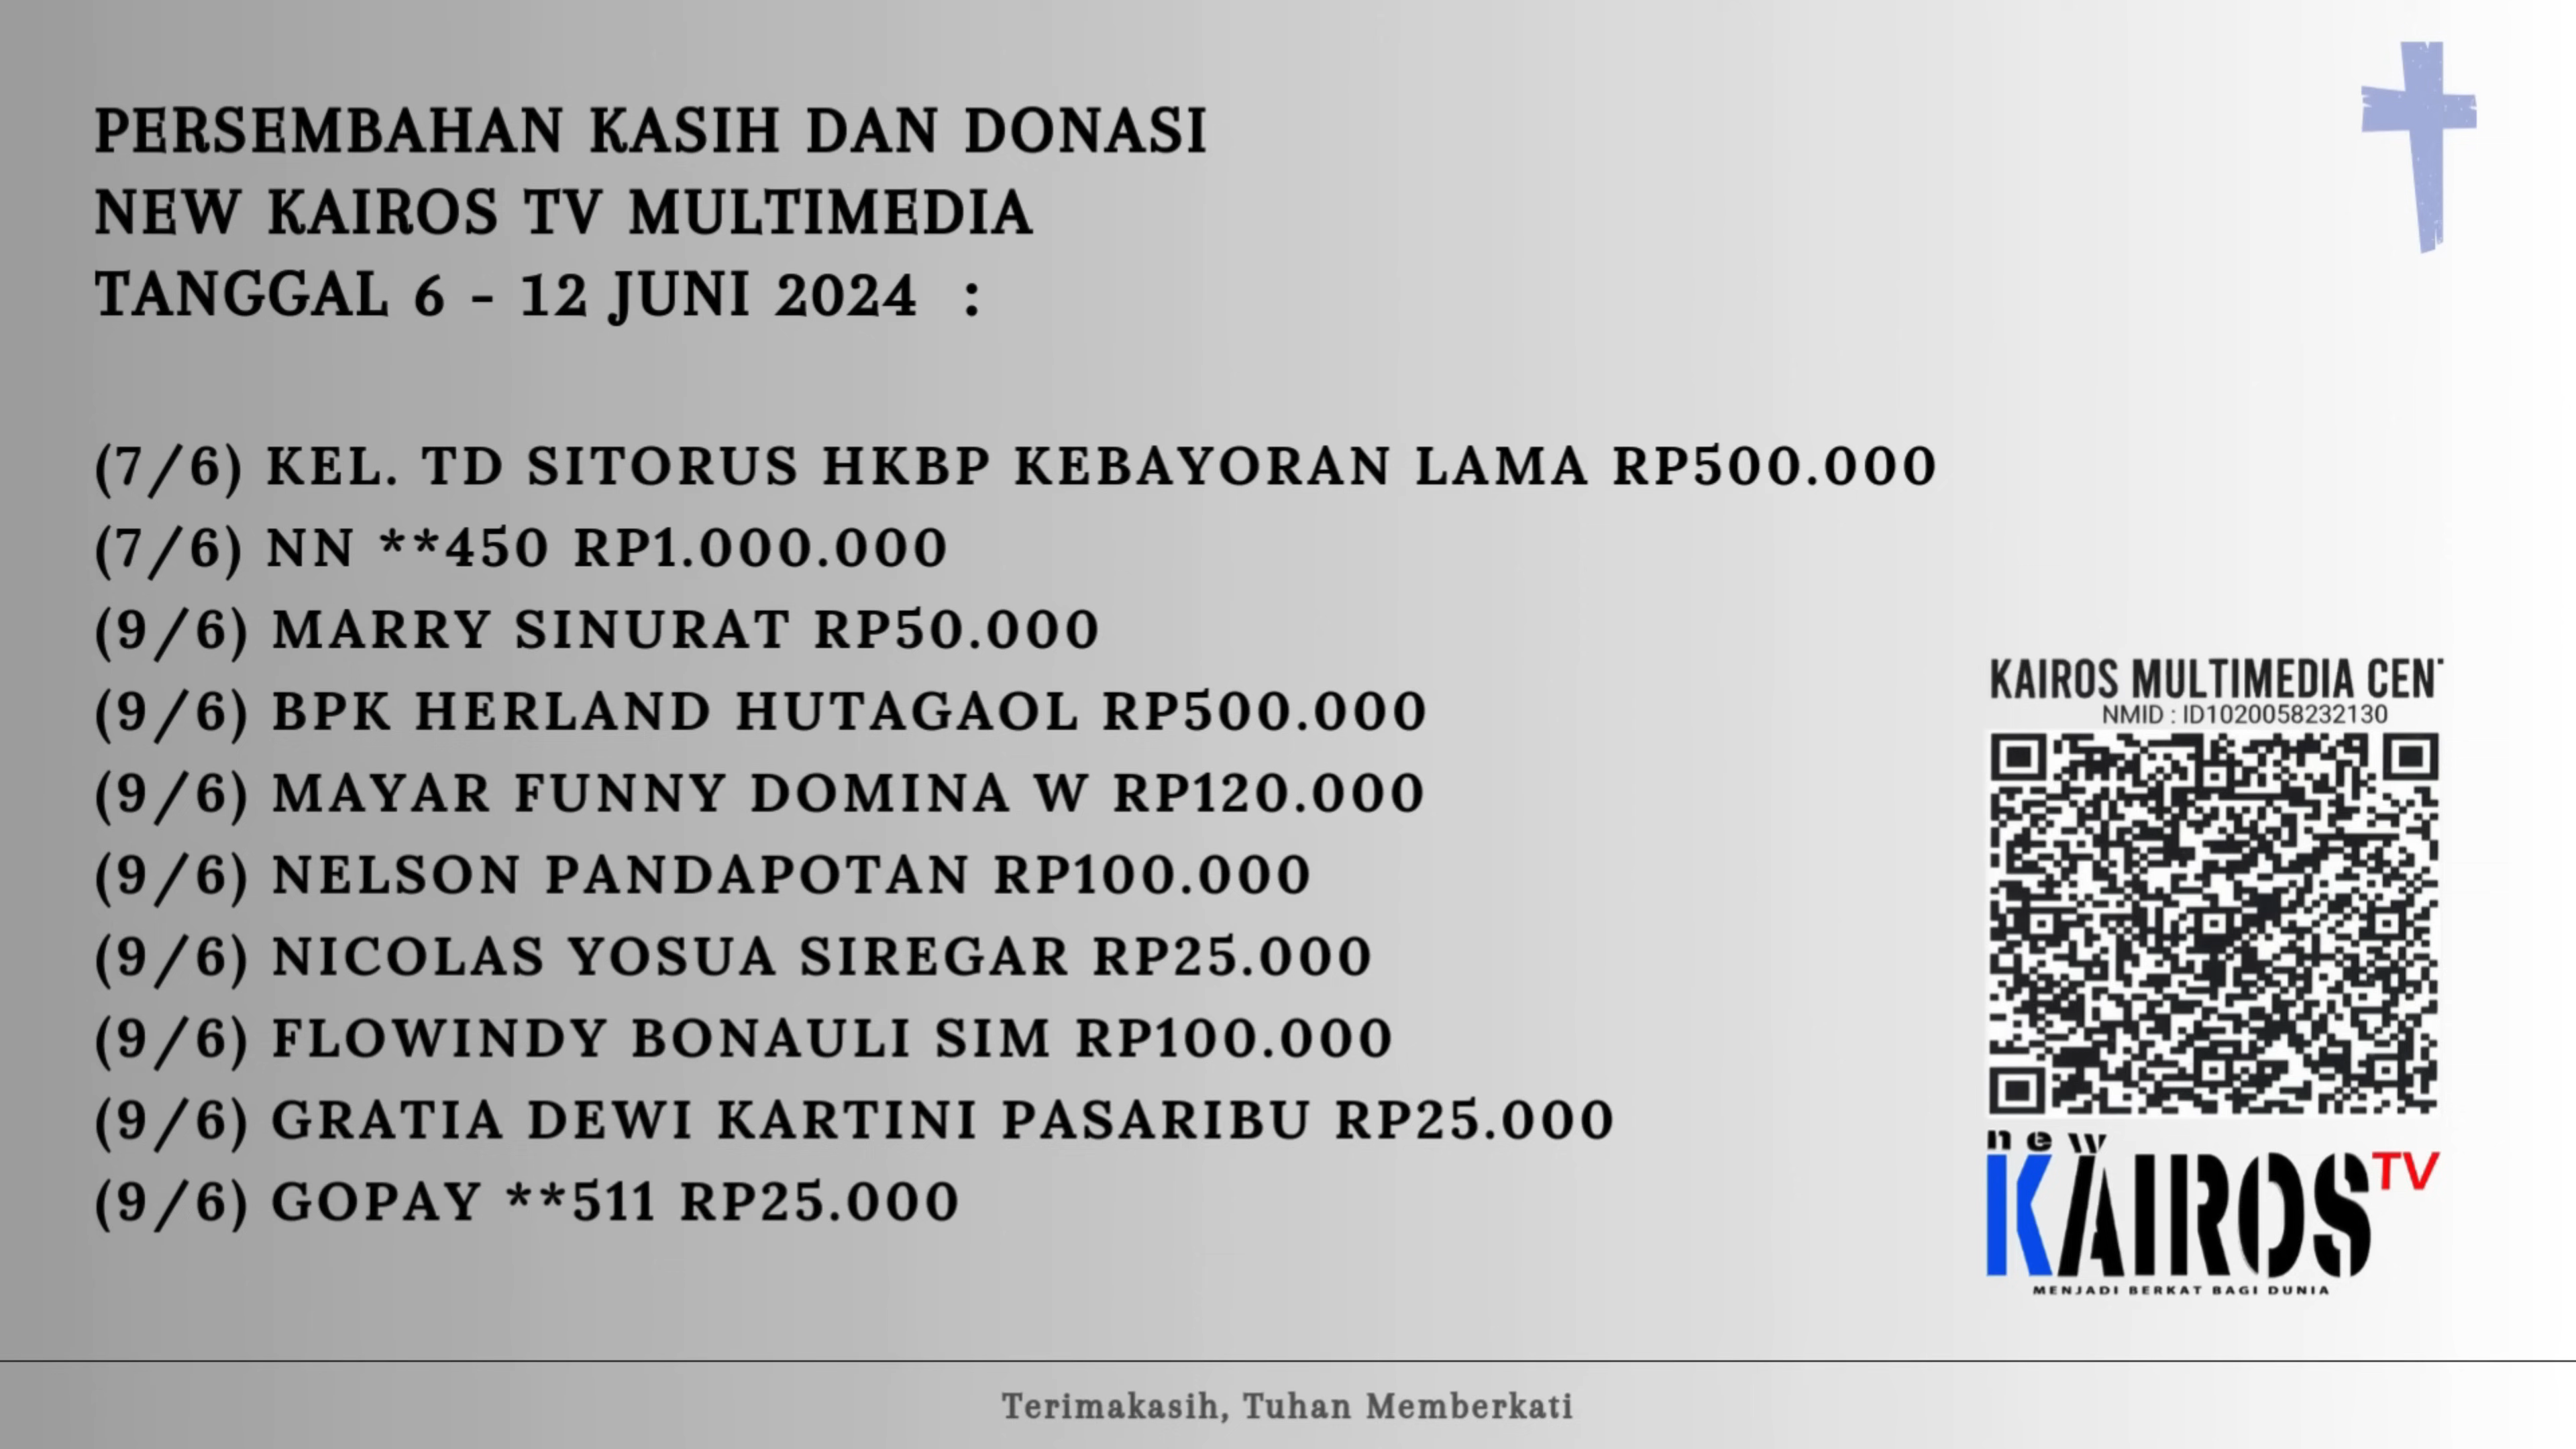 PERSEMBAHAN KASIH DAN DONASI
NEW KAIROS TV MULTIMEDIA
TANGGAL 6 - 12 JUNI 2024 :
(7/6) KEL. TD SITORUS HKBP KEBAYORAN LAMA RP500.000
(7/6) NN **450 RP1.000.000
(9/6) MARRY SINURAT RP50.000
(9/6) BPK HERLAND HUTAGAOL RP500.000
(9/6) MAYAR FUNNY DOMINA W RP120.000
(9/6) NELSON PANDAPOTAN RP100.000
(9/6) NICOLAS YOSUA SIREGAR RP25.000
(9/6) FLOWINDY BONAULI SIM RP100.000
(9/6) GRATIA DEWI KARTINI PASARIBU RP25.000
(9/6) GOPAY **511 RP25.000
KAIROS MULTIMEDIA CEN
NMID : ID1020058232130
new
KAIROS TV
MENJADI BERKAT BAGI DUNIA
Terimakasih, Tuhan Memberkati